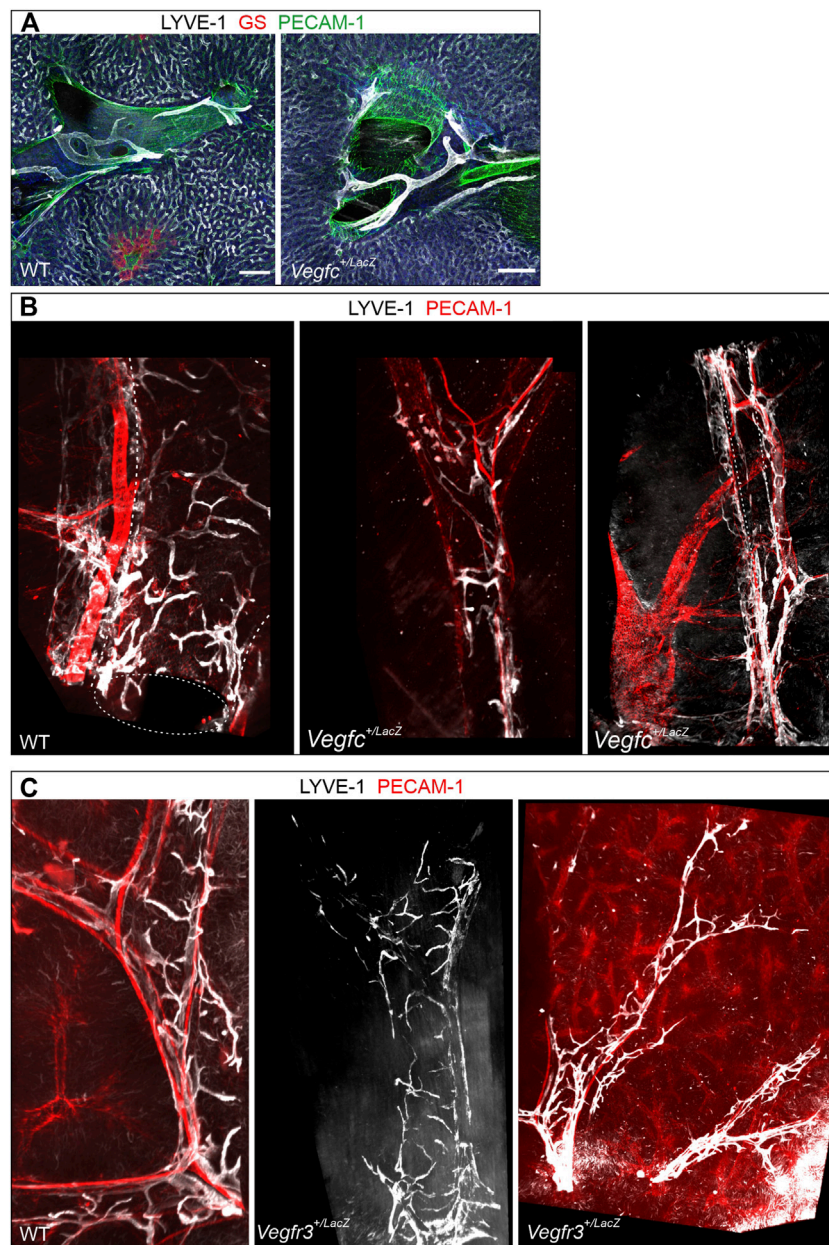 A
LYVE-1 GS PECAM-1
WT
Vegfc+/LacZ
B
LYVE-1 PECAM-1
WT
Vegfc+/LacZ
Vegfc+/LacZ
C
LYVE-1 PECAM-1
WT
Vegfr3+/LacZ
Vegfr3+/LacZ